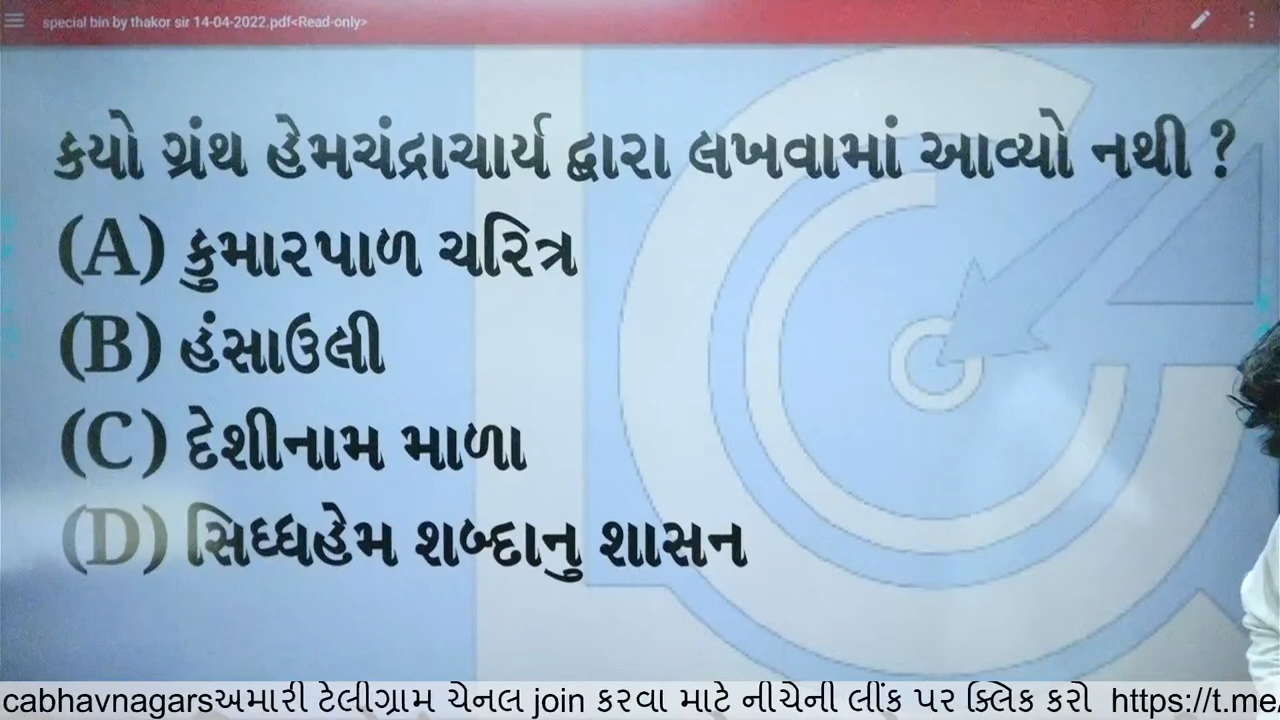 special bin by thakor sir 14-04-2022.pdf<Read-only>
કયો ગ્રંથ હેમચંદ્રાચાર્ય દ્વારા લખવામાં આવ્યો નથી ?
(A) કુમારપાળ ચરિત્ર
(B) હંસાઉલી
(C) દેશીનામ માળા
(D) સિધ્ધહેમ શબ્દાનુ શાસન
cabhavnagarsઅમારી ટેલીગ્રામ ચેનલ join કરવા માટે નીચેની લીંક પર ક્લિક કરો https://t.me/